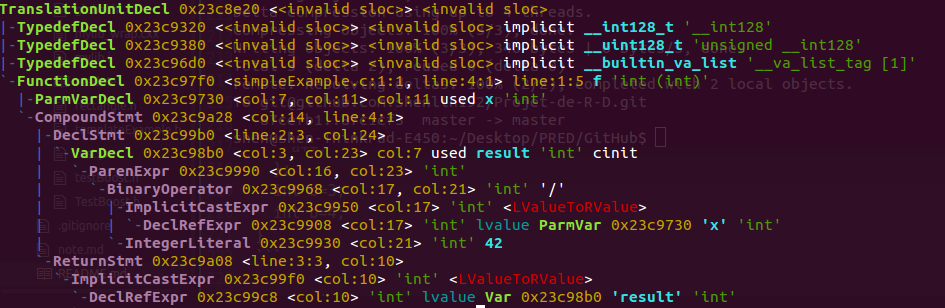 TranslationUnitDecl 0x23c8e20 <<invalid sloc>> <invalid sloc>
|-TypedefDecl 0x23c9320 <<invalid sloc>> <invalid sloc> implicit __int128_t '__int128'
|-TypedefDecl 0x23c9380 <<invalid sloc>> <invalid sloc> implicit __uint128_t 'unsigned __int128'
|-TypedefDecl 0x23c96d0 <<invalid sloc>> <invalid sloc> implicit __builtin_va_list '__va_list_tag [1]'
`-FunctionDecl 0x23c97f0 <simpleExample.c:1:1, line:4:1> line:1:5 f 'int (int)'
  |-ParmVarDecl 0x23c9730 <col:7, col:11> col:11 used x 'int'
  `-CompoundStmt 0x23c9a28 <col:14, line:4:1>
    |-DeclStmt 0x23c99b0 <line:2:3, col:24>
    | `-VarDecl 0x23c98b0 <col:3, col:23> col:7 used result 'int' cinit
    |   `-ParenExpr 0x23c9990 <col:16, col:23> 'int'
    |     `-BinaryOperator 0x23c9968 <col:17, col:21> 'int' '/'
    |       |-ImplicitCastExpr 0x23c9950 <col:17> 'int' <LValueToRValue>
    |       | `-DeclRefExpr 0x23c9908 <col:17> 'int' lvalue ParmVar 0x23c9730 'x' 'int'
    |       `-IntegerLiteral 0x23c9930 <col:21> 'int' 42
    `-ReturnStmt 0x23c9a08 <line:3:3, col:10>
      `-ImplicitCastExpr 0x23c99f0 <col:10> 'int' <LValueToRValue>
        `-DeclRefExpr 0x23c99c8 <col:10> 'int' lvalue Var 0x23c98b0 'result' 'int'